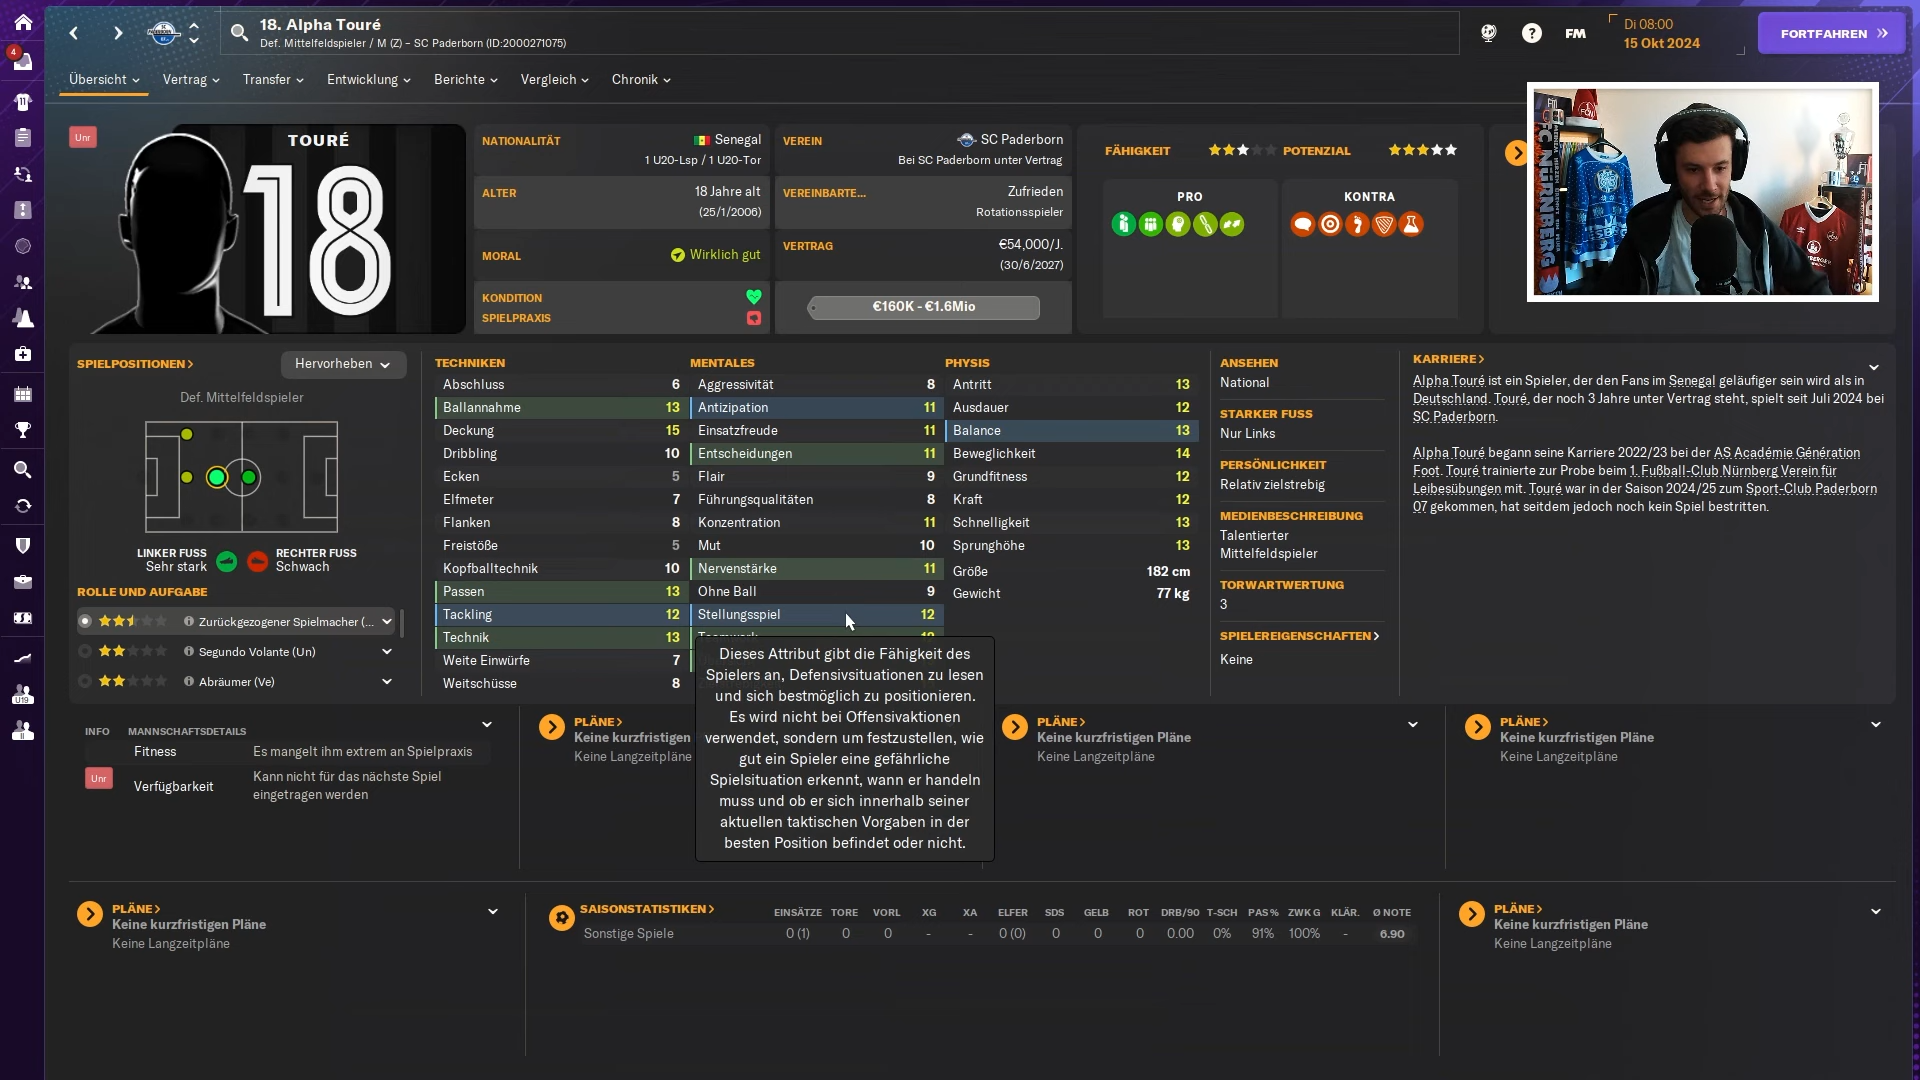 18. Alpha Touré
Def. Mittelfeldspieler / M (Z) – SC Paderborn (ID:2000271075)
FM
Di 08:00
15 Okt 2024
FORTFAHREN
4
Übersicht
Vertrag
Transfer
Entwicklung
Berichte
Vergleich
Chronik
Unr
TOURÉ
18
NATIONALITÄT
Senegal
1 U20-Lsp / 1 U20-Tor
ALTER
18 Jahre alt
(25/1/2006)
MORAL
Wirklich gut
KONDITION
SPIELPRAXIS
VEREIN
SC Paderborn
Bei SC Paderborn unter Vertrag
VEREINBARTE...
Zufrieden
Rotationsspieler
VERTRAG
€54,000/J.
(30/6/2027)
€160K - €1.6Mio
FÄHIGKEIT
POTENZIAL
PRO
KONTRA
SPIELPOSITIONEN
Hervorheben
Def. Mittelfeldspieler
LINKER FUSS
Sehr stark
RECHTER FUSS
Schwach
ROLLE UND AUFGABE
Zurückgezogener Spielmacher (...
Segundo Volante (Un)
Abräumer (Ve)
TECHNIKEN
Abschluss 6
Ballannahme 13
Deckung 15
Dribbling 10
Ecken 5
Elfmeter 7
Flanken 8
Freistöße 5
Kopfballtechnik 10
Passen 13
Tackling 12
Technik 13
Weite Einwürfe 7
Weitschüsse 8
MENTALES
Aggressivität 8
Antizipation 11
Einsatzfreude 11
Entscheidungen 11
Flair 9
Führungsqualitäten 8
Konzentration 11
Mut 10
Nervenstärke 11
Ohne Ball 9
Stellungsspiel 12
Dieses Attribut gibt die Fähigkeit des
Spielers an, Defensivsituationen zu lesen
und sich bestmöglich zu positionieren.
Es wird nicht bei Offensivaktionen
verwendet, sondern um festzustellen, wie
gut ein Spieler eine gefährliche
Spielsituation erkennt, wann er handeln
muss und ob er sich innerhalb seiner
aktuellen taktischen Vorgaben in der
besten Position befindet oder nicht.
PHYSIS
Antritt 13
Ausdauer 12
Balance 13
Beweglichkeit 14
Grundfitness 12
Kraft 12
Schnelligkeit 13
Sprunghöhe 13
Größe 182 cm
Gewicht 77 kg
ANSEHEN
National
STARKER FUSS
Nur Links
PERSÖNLICHKEIT
Relativ zielstrebig
MEDIENBESCHREIBUNG
Talentierter
Mittelfeldspieler
TORWARTWERTUNG
3
SPIELEREIGENSCHAFTEN
Keine
KARRIERE
Alpha Touré ist ein Spieler, der den Fans im Senegal geläufiger sein wird als in
Deutschland. Touré, der noch 3 Jahre unter Vertrag steht, spielt seit Juli 2024 bei
SC Paderborn.
Alpha Touré begann seine Karriere 2022/23 bei der AS Académie Génération
Foot. Touré trainierte zur Probe beim 1. Fußball-Club Nürnberg Verein für
Leibesübungen mit. Touré war in der Saison 2024/25 zum Sport-Club Paderborn
07 gekommen, hat seitdem jedoch noch kein Spiel bestritten.
INFO MANNSCHAFTSDETAILS
Fitness Es mangelt ihm extrem an Spielpraxis
Unr Verfügbarkeit Kann nicht für das nächste Spiel
eingetragen werden
PLÄNE
Keine kurzfristigen
Keine Langzeitpläne
PLÄNE
Keine kurzfristigen Pläne
Keine Langzeitpläne
PLÄNE
Keine kurzfristigen Pläne
Keine Langzeitpläne
PLÄNE
Keine kurzfristigen Pläne
Keine Langzeitpläne
SAISONSTATISTIKEN EINSÄTZE TORE VORL XG XA ELFER SDS GELB ROT DRB/90 T-SCH PAS% ZWK G KLÄR. Ø NOTE
Sonstige Spiele 0 (1) 0 0 - - 0 (0) 0 0 0 0.00 0% 91% 100% - 6.90
PLÄNE
Keine kurzfristigen Pläne
Keine Langzeitpläne
U19
II
FC NÜRNBERG